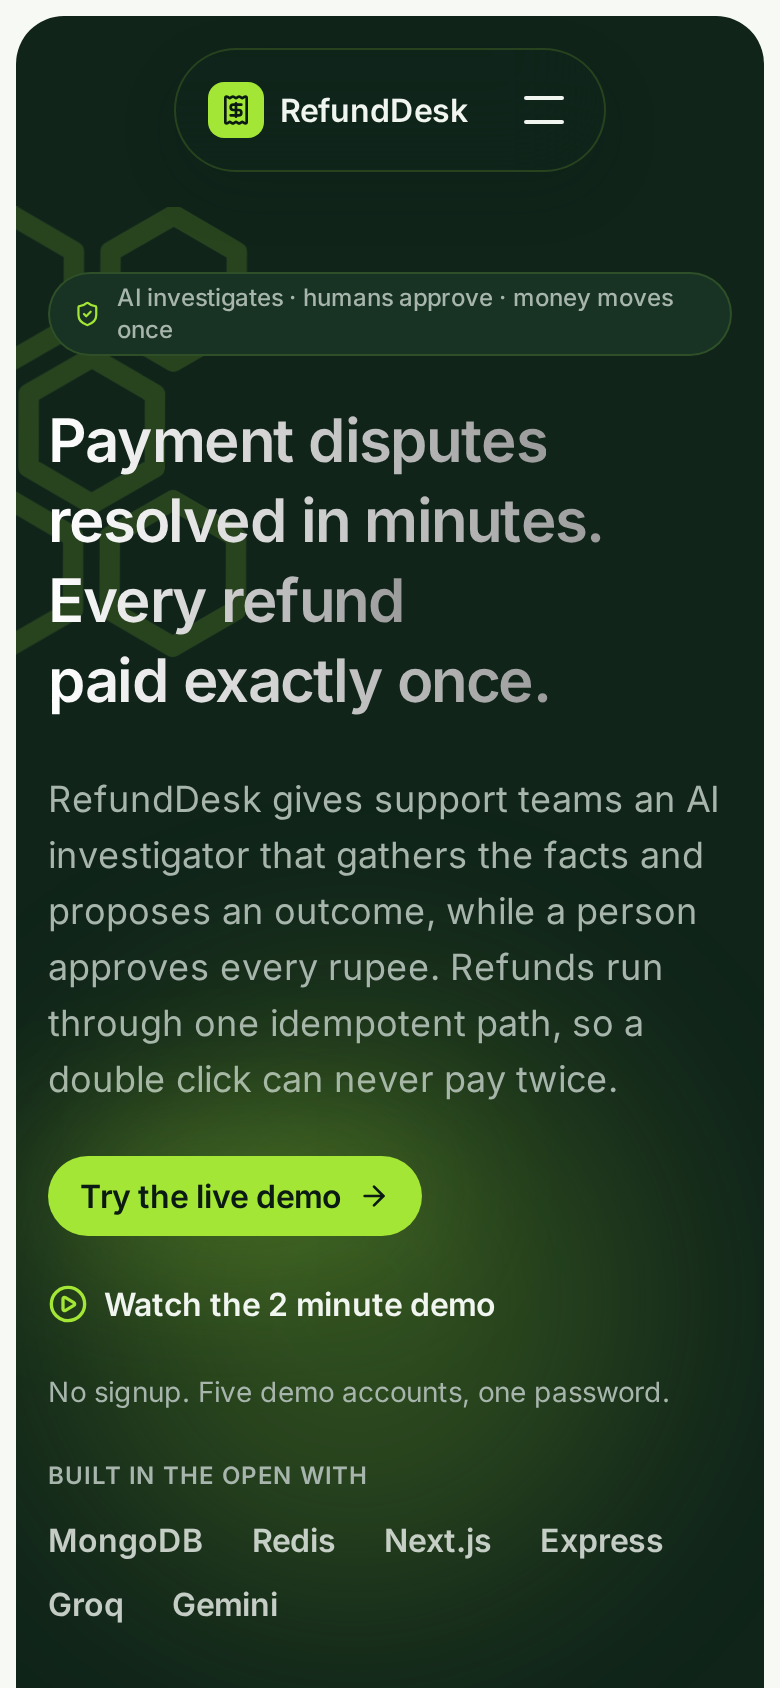 RefundDesk
AI investigates · humans approve · money moves
once
Payment disputes
resolved in minutes.
Every refund
paid exactly once.
RefundDesk gives support teams an AI
investigator that gathers the facts and
proposes an outcome, while a person
approves every rupee. Refunds run
through one idempotent path, so a
double click can never pay twice.
Try the live demo
Watch the 2 minute demo
No signup. Five demo accounts, one password.
BUILT IN THE OPEN WITH
MongoDB Redis Next.js Express
Groq Gemini